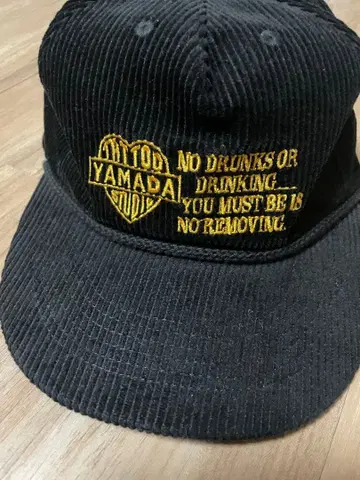 TATTOO
YAMADA
STUDIO
NO DRUNKS OR
DRINKING
YOU MUST BE 18
NO REMOVING.